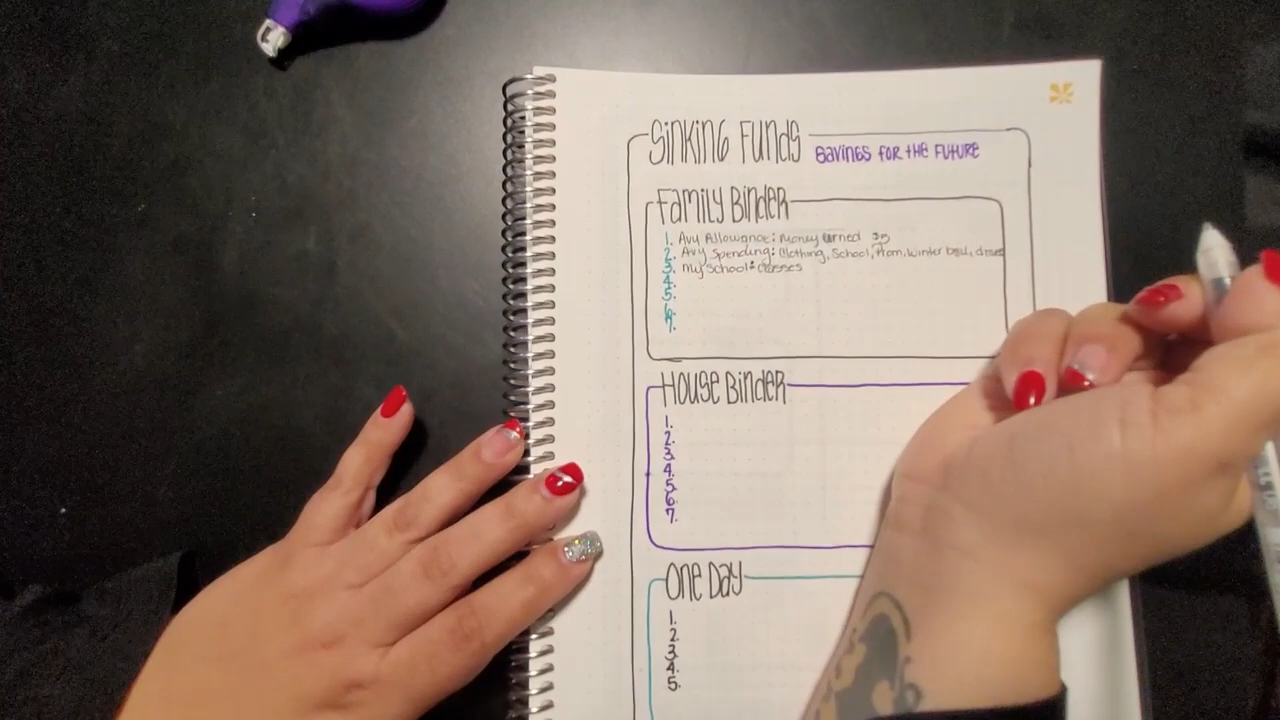 Sinking Funds
Savings for the Future
Family Binder
1. Avy Allowance: Money Earned
2. Avy Spending: Clothing, School, Prom, Winter ball,
3. My School: Classes
4.
5.
6.
7.
House Binder
1.
2.
3.
4.
5.
6.
7.
One Day
1.
2.
3.
4.
5.